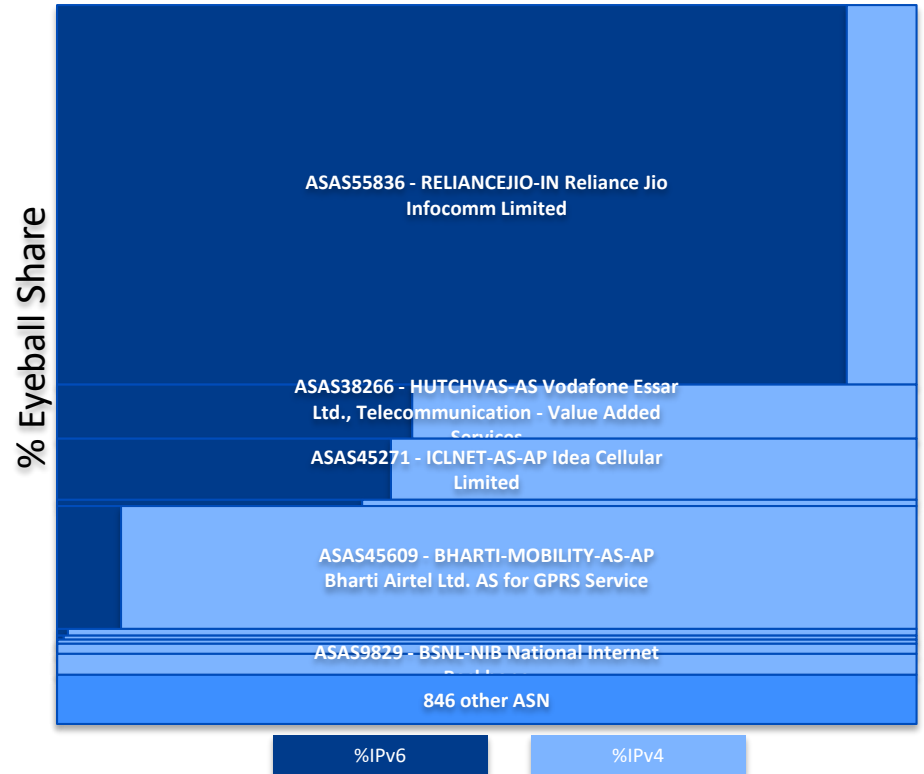 % Eyeball Share
ASAS55836 - RELIANCEJIO-IN Reliance Jio
Infocomm Limited
ASAS38266 - HUTCHVAS-AS Vodafone Essar
Ltd., Telecommunication - Value Added
Services
ASAS45271 - ICLNET-AS-AP Idea Cellular
Limited
ASAS45609 - BHARTI-MOBILITY-AS-AP
Bharti Airtel Ltd. AS for GPRS Service
ASAS9829 - BSNL-NIB National Internet
846 other ASN
%IPv6
%IPv4